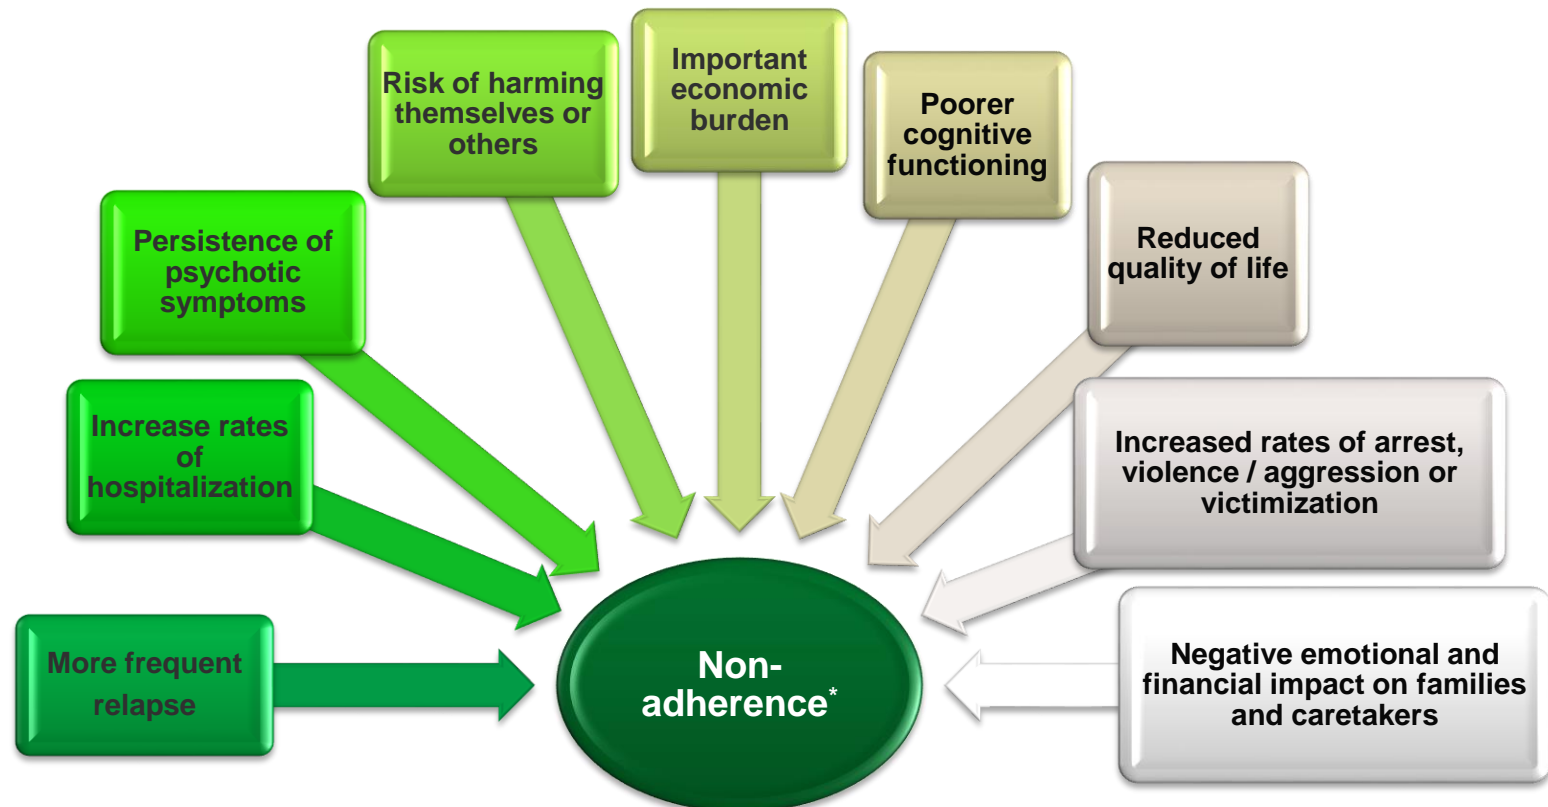 More frequent
relapse
Increase rates
of
hospitalization
Persistence of
psychotic
symptoms
Risk of harming
themselves or
others
Important
economic
burden
Poorer
cognitive
functioning
Reduced
quality of life
Increased rates of arrest,
violence / aggression or
victimization
Negative emotional and
financial impact on families
and caretakers
Non-
adherence*